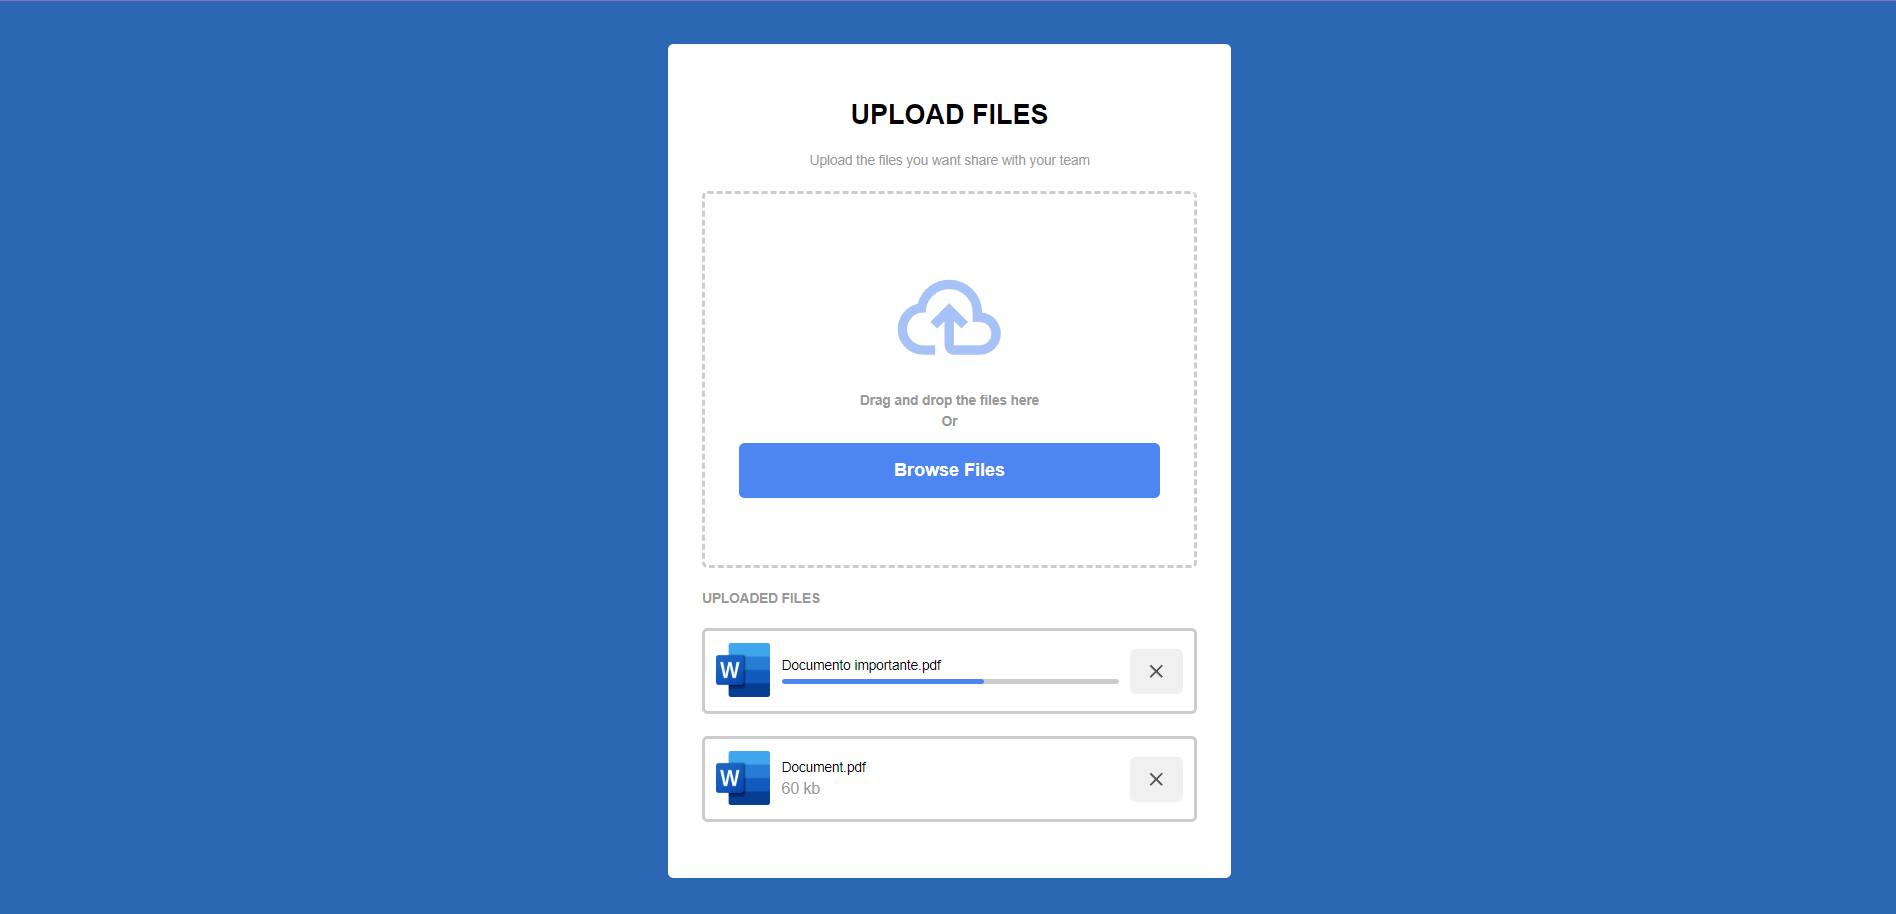 UPLOAD FILES
Upload the files you want share with your team
Drag and drop the files here
Or
Browse Files
UPLOADED FILES
W
Documento importante.pdf
W
Document.pdf
60 kb